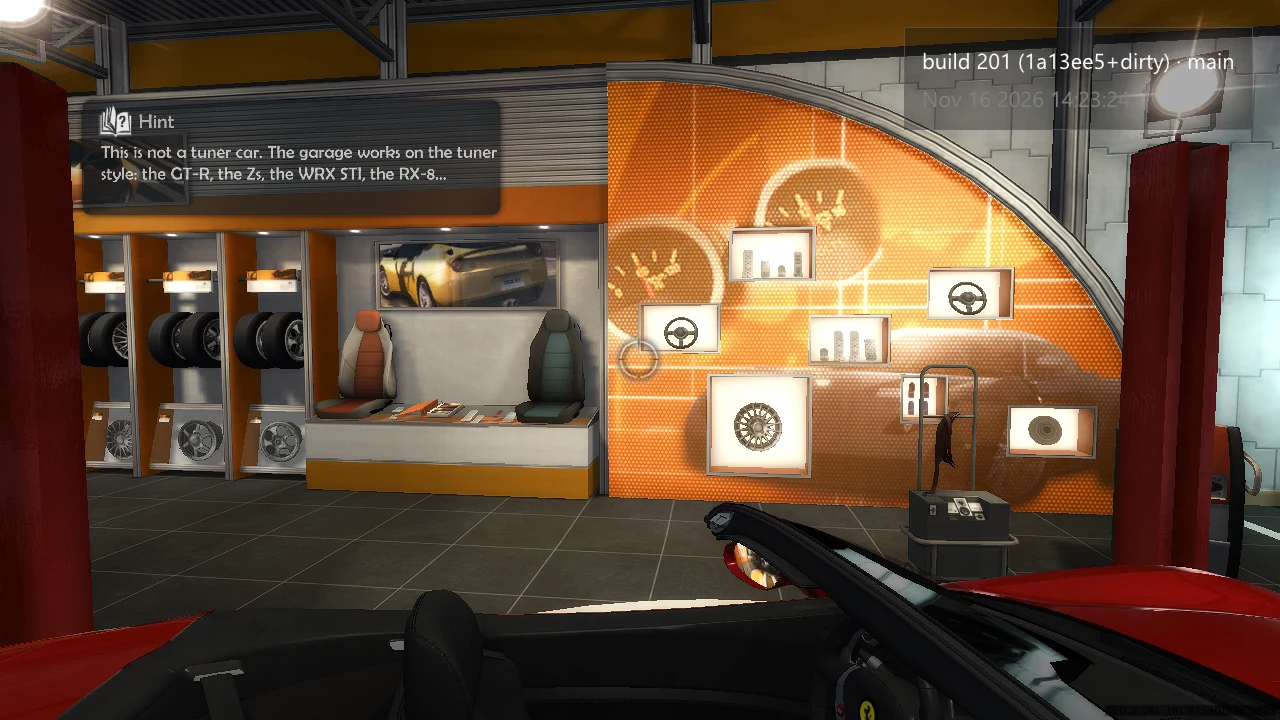 build 201 (1a13ee5+dirty) · main
Nov 16 2026 14:23:24
Hint
This is not a tuner car. The garage works on the tuner
style: the GT-R, the Zs, the WRX STI, the RX-8...